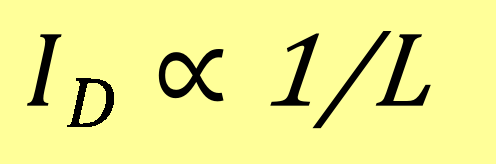 I_D ∝ 1/L